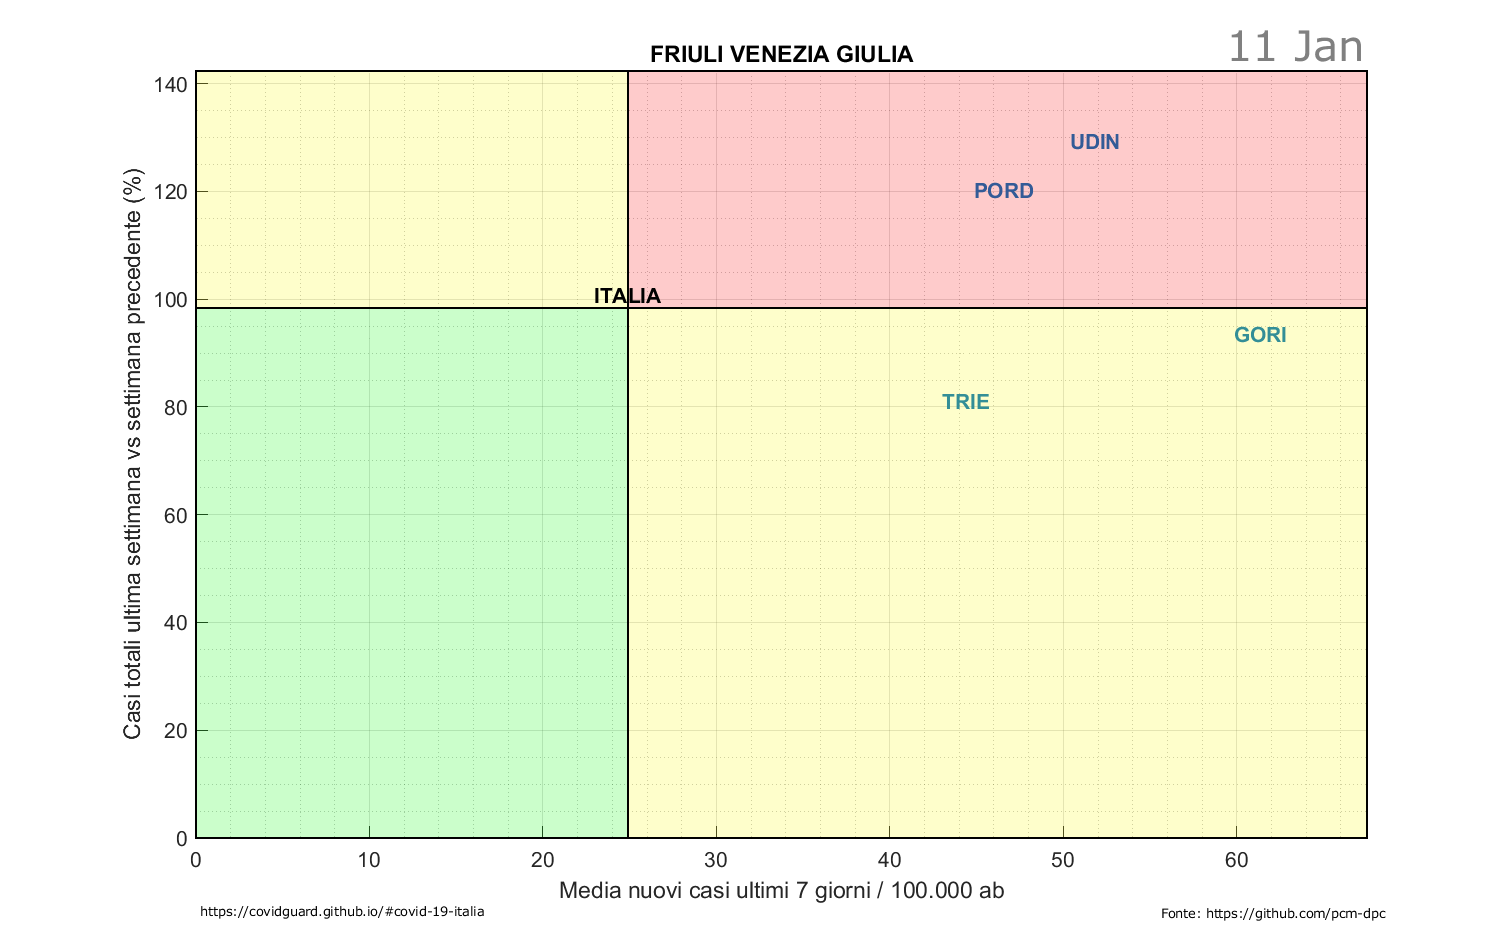 11 Jan
FRIULI VENEZIA GIULIA
140
120
100
80
60
40
20
0
Casi totali ultima settimana vs settimana precedente (%)
UDIN
PORD
ITALIA
GORI
TRIE
0 10 20 30 40 50 60
Media nuovi casi ultimi 7 giorni / 100.000 ab
https://covidguard.github.io/#covid-19-italia
Fonte: https://github.com/pcm-dpc